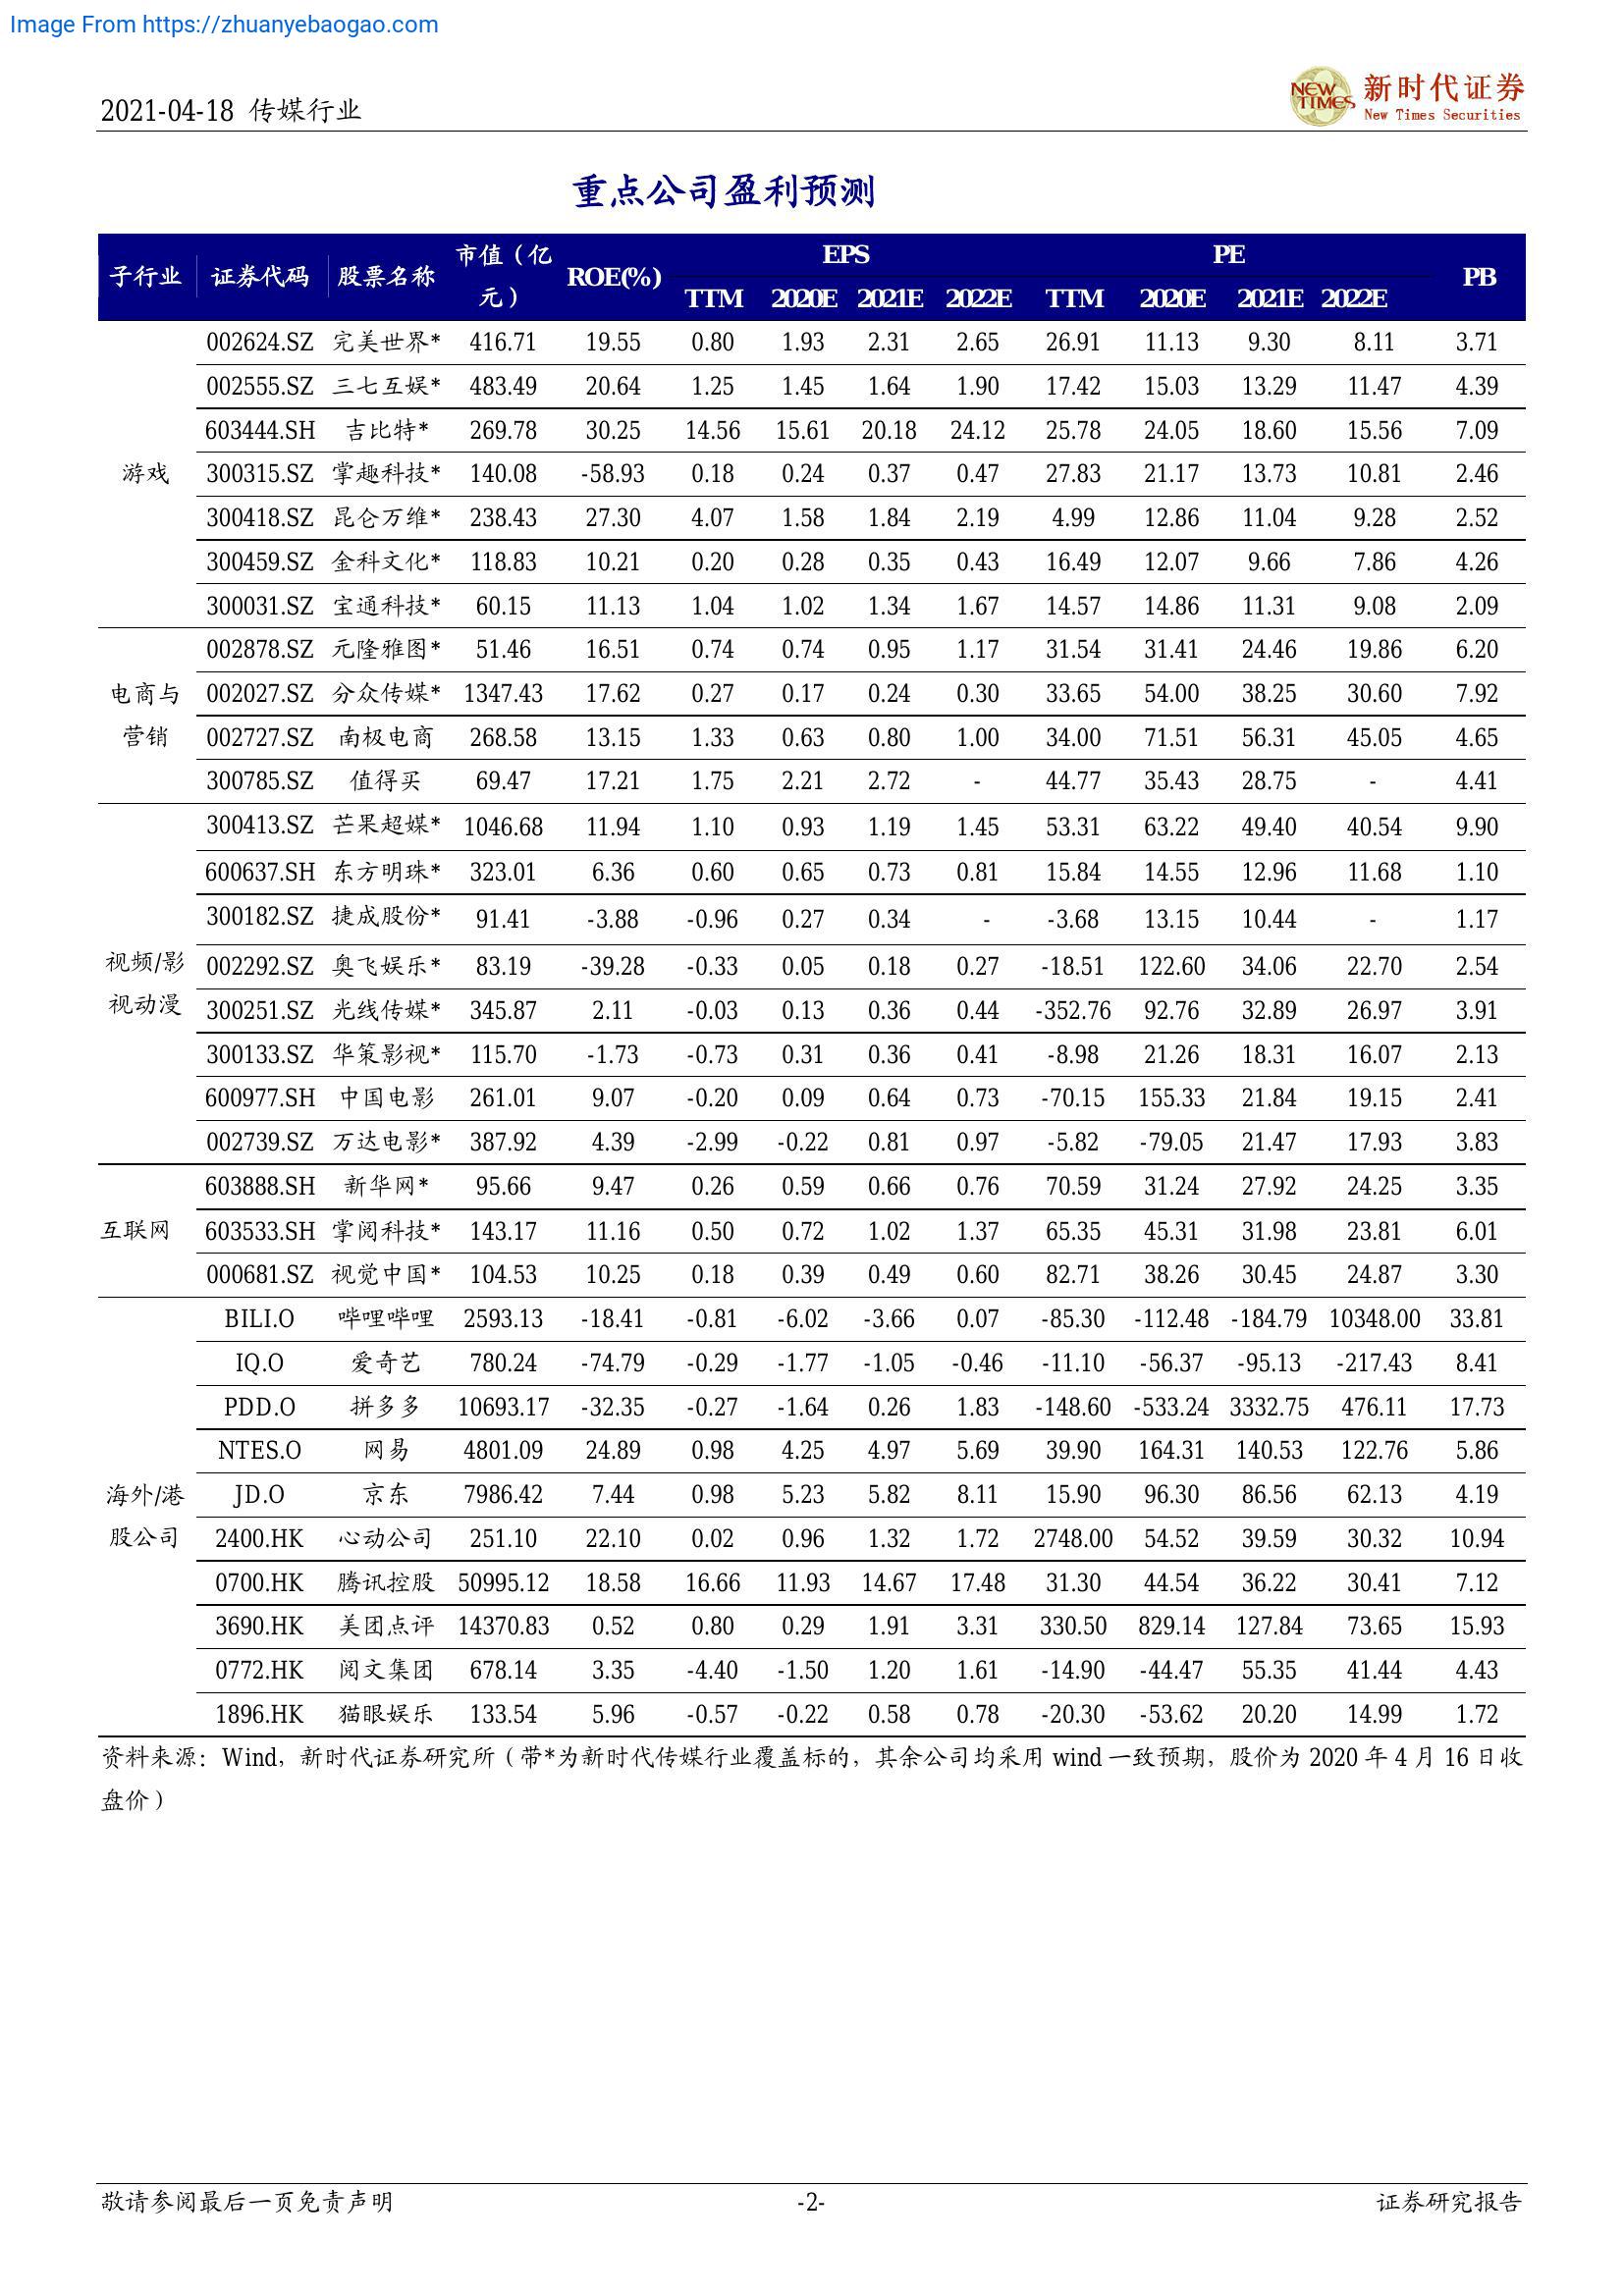 Image From https://zhuanyebaogao.com
2021-04-18 传媒行业
NEW TIMES 新时代证券
New Times Securities
重点公司盈利预测
子行业 证券代码 股票名称 市值（亿元） ROE(%) EPS PE PB
TTM 2020E 2021E 2022E TTM 2020E 2021E 2022E
游戏
002624.SZ 完美世界* 416.71 19.55 0.80 1.93 2.31 2.65 26.91 11.13 9.30 8.11 3.71
002555.SZ 三七互娱* 483.49 20.64 1.25 1.45 1.64 1.90 17.42 15.03 13.29 11.47 4.39
603444.SH 吉比特* 269.78 30.25 14.56 15.61 20.18 24.12 25.78 24.05 18.60 15.56 7.09
300315.SZ 掌趣科技* 140.08 -58.93 0.18 0.24 0.37 0.47 27.83 21.17 13.73 10.81 2.46
300418.SZ 昆仑万维* 238.43 27.30 4.07 1.58 1.84 2.19 4.99 12.86 11.04 9.28 2.52
300459.SZ 金科文化* 118.83 10.21 0.20 0.28 0.35 0.43 16.49 12.07 9.66 7.86 4.26
300031.SZ 宝通科技* 60.15 11.13 1.04 1.02 1.34 1.67 14.57 14.86 11.31 9.08 2.09
电商与营销
002878.SZ 元隆雅图* 51.46 16.51 0.74 0.74 0.95 1.17 31.54 31.41 24.46 19.86 6.20
002027.SZ 分众传媒* 1347.43 17.62 0.27 0.17 0.24 0.30 33.65 54.00 38.25 30.60 7.92
002727.SZ 南极电商 268.58 13.15 1.33 0.63 0.80 1.00 34.00 71.51 56.31 45.05 4.65
300785.SZ 值得买 69.47 17.21 1.75 2.21 2.72 - 44.77 35.43 28.75 - 4.41
视频/影视动漫
300413.SZ 芒果超媒* 1046.68 11.94 1.10 0.93 1.19 1.45 53.31 63.22 49.40 40.54 9.90
600637.SH 东方明珠* 323.01 6.36 0.60 0.65 0.73 0.81 15.84 14.55 12.96 11.68 1.10
300182.SZ 捷成股份* 91.41 -3.88 -0.96 0.27 0.34 - -3.68 13.15 10.44 - 1.17
002292.SZ 奥飞娱乐* 83.19 -39.28 -0.33 0.05 0.18 0.27 -18.51 122.60 34.06 22.70 2.54
300251.SZ 光线传媒* 345.87 2.11 -0.03 0.13 0.36 0.44 -352.76 92.76 32.89 26.97 3.91
300133.SZ 华策影视* 115.70 -1.73 -0.73 0.31 0.36 0.41 -8.98 21.26 18.31 16.07 2.13
600977.SH 中国电影 261.01 9.07 -0.20 0.09 0.64 0.73 -70.15 155.33 21.84 19.15 2.41
002739.SZ 万达电影* 387.92 4.39 -2.99 -0.22 0.81 0.97 -5.82 -79.05 21.47 17.93 3.83
互联网
603888.SH 新华网* 95.66 9.47 0.26 0.59 0.66 0.76 70.59 31.24 27.92 24.25 3.35
603533.SH 掌阅科技* 143.17 11.16 0.50 0.72 1.02 1.37 65.35 45.31 31.98 23.81 6.01
000681.SZ 视觉中国* 104.53 10.25 0.18 0.39 0.49 0.60 82.71 38.26 30.45 24.87 3.30
海外/港股公司
BILI.O 哔哩哔哩 2593.13 -18.41 -0.81 -6.02 -3.66 0.07 -85.30 -112.48 -184.79 10348.00 33.81
IQ.O 爱奇艺 780.24 -74.79 -0.29 -1.77 -1.05 -0.46 -11.10 -56.37 -95.13 -217.43 8.41
PDD.O 拼多多 10693.17 -32.35 -0.27 -1.64 0.26 1.83 -148.60 -533.24 3332.75 476.11 17.73
NTES.O 网易 4801.09 24.89 0.98 4.25 4.97 5.69 39.90 164.31 140.53 122.76 5.86
JD.O 京东 7986.42 7.44 0.98 5.23 5.82 8.11 15.90 96.30 86.56 62.13 4.19
2400.HK 心动公司 251.10 22.10 0.02 0.96 1.32 1.72 2748.00 54.52 39.59 30.32 10.94
0700.HK 腾讯控股 50995.12 18.58 16.66 11.93 14.67 17.48 31.30 44.54 36.22 30.41 7.12
3690.HK 美团点评 14370.83 0.52 0.80 0.29 1.91 3.31 330.50 829.14 127.84 73.65 15.93
0772.HK 阅文集团 678.14 3.35 -4.40 -1.50 1.20 1.61 -14.90 -44.47 55.35 41.44 4.43
1896.HK 猫眼娱乐 133.54 5.96 -0.57 -0.22 0.58 0.78 -20.30 -53.62 20.20 14.99 1.72
资料来源：Wind，新时代证券研究所（带*为新时代传媒行业覆盖标的，其余公司均采用 wind 一致预期，股价为 2020 年 4 月 16 日收
盘价）
敬请参阅最后一页免责声明 -2- 证券研究报告